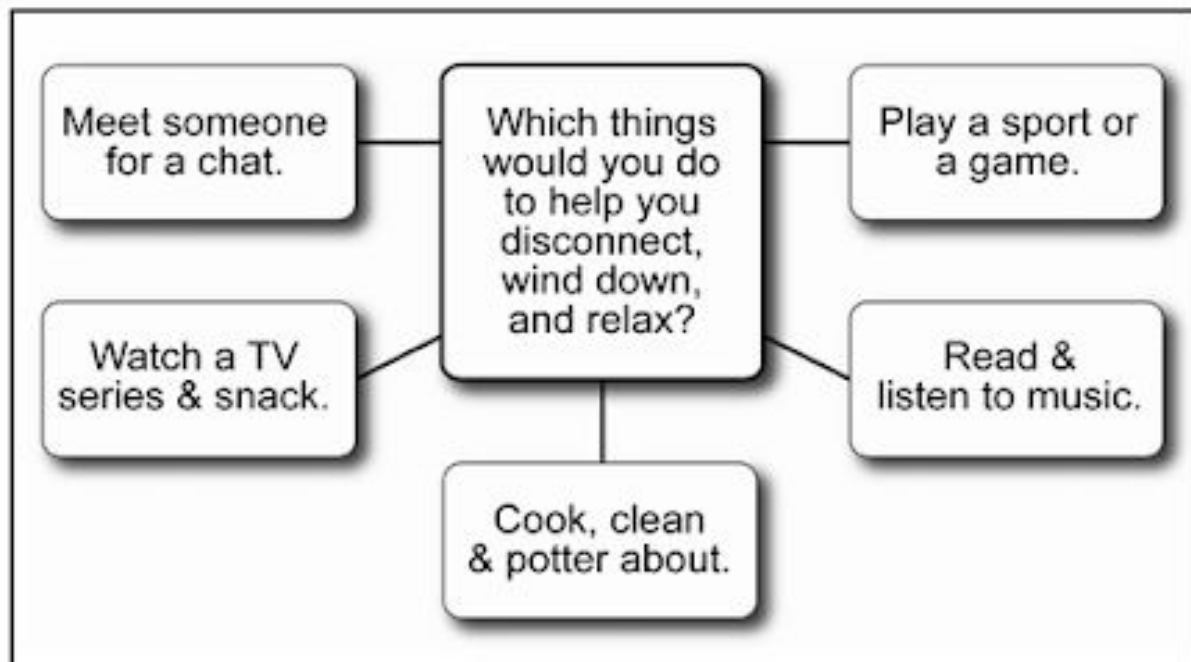 Meet someone
for a chat.
Which things
would you do
to help you
disconnect,
wind down,
and relax?
Play a sport or
a game.
Watch a TV
series & snack.
Read &
listen to music.
Cook, clean
& potter about.